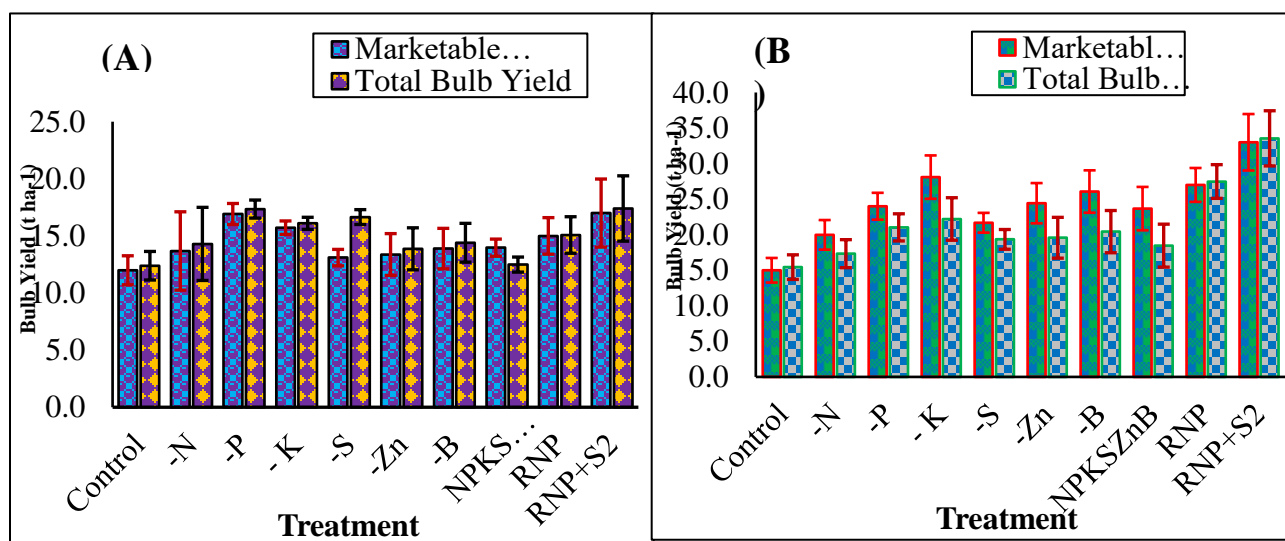 (A)
Marketable…
Total Bulb Yield
Bulb Yield (t ha-1)
25.0
20.0
15.0
10.0
5.0
0.0
Control
-N
-P
- K
-S
-Zn
-B
NPKS…
RNP
RNP+S2
Treatment
(B
)
Marketabl…
Total Bulb…
Bulb Yield (t ha-1)
40.0
35.0
30.0
25.0
20.0
15.0
10.0
5.0
0.0
Control
-N
-P
- K
-S
-Zn
-B
NPKSZnB
RNP
RNP+S2
Treatment